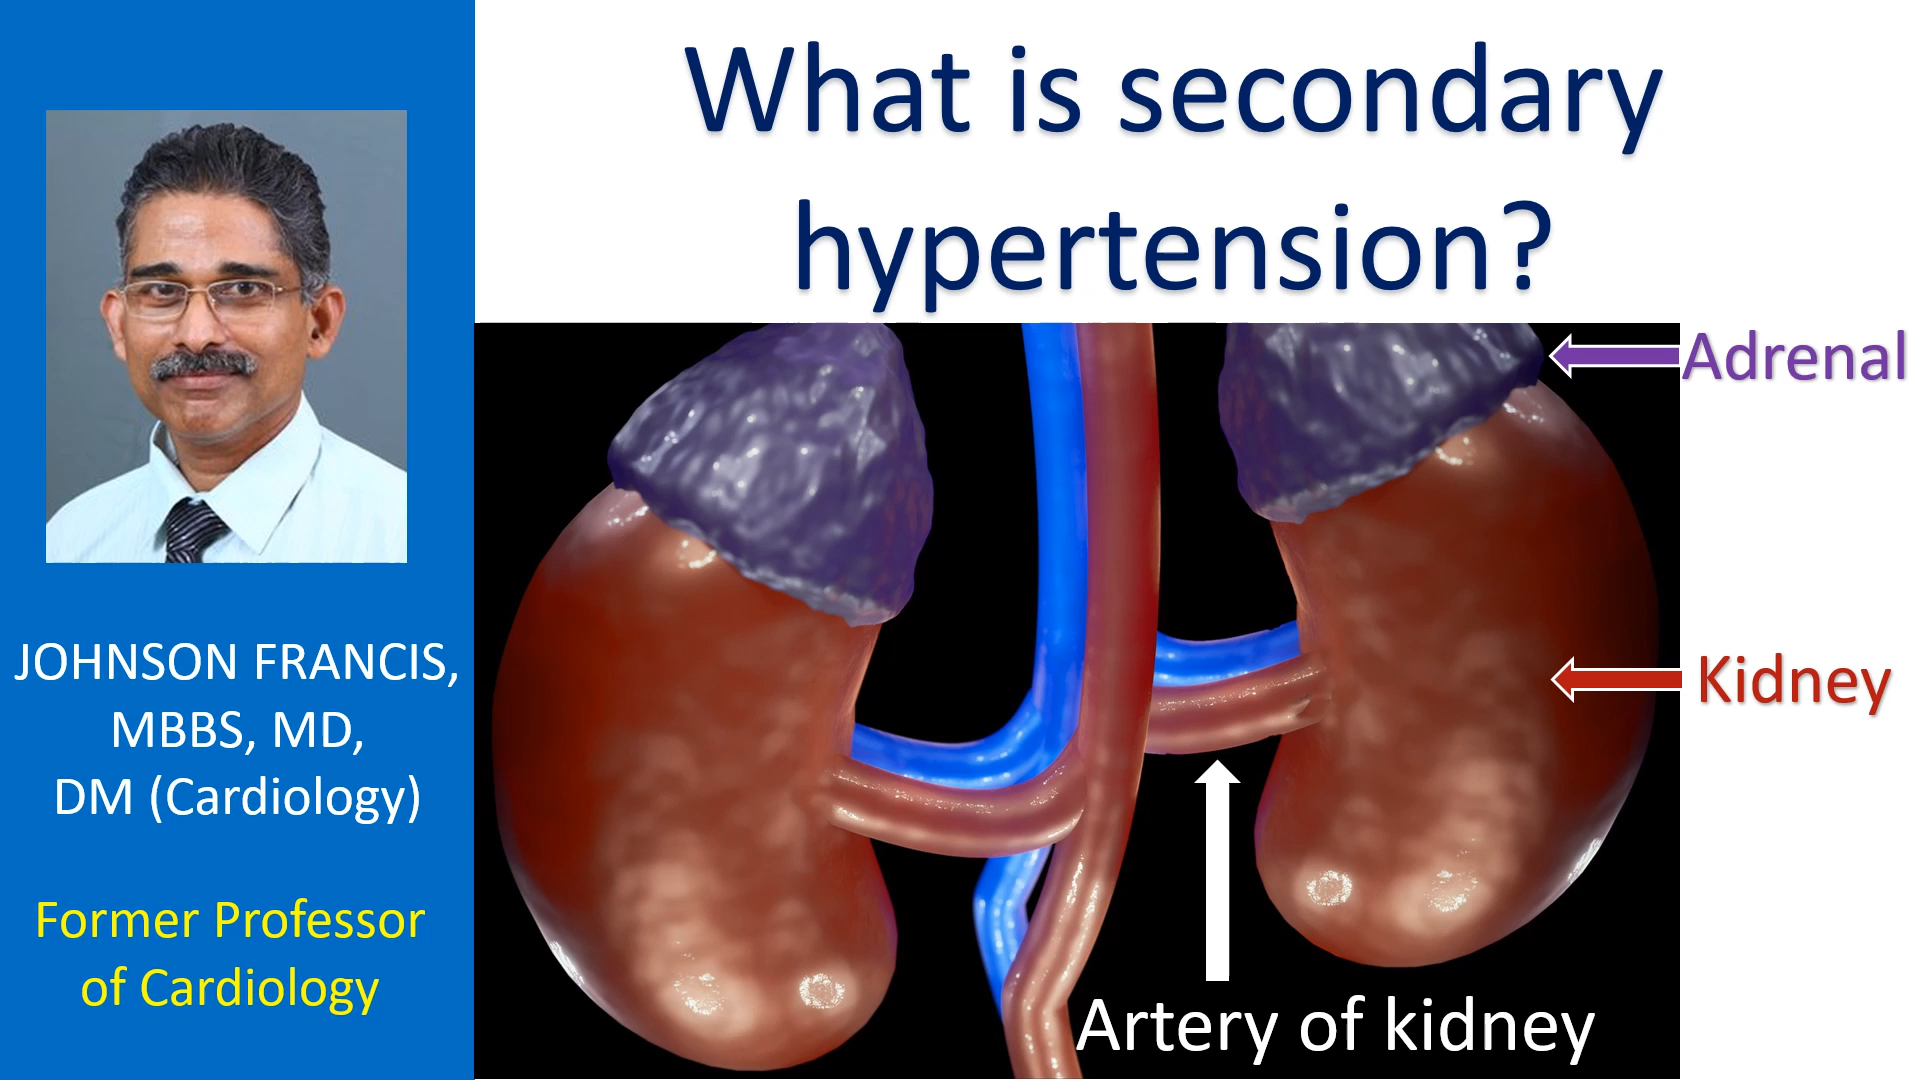 What is secondary
hypertension?
JOHNSON FRANCIS,
MBBS, MD,
DM (Cardiology)
Former Professor
of Cardiology
Adrenal
Kidney
Artery of kidney